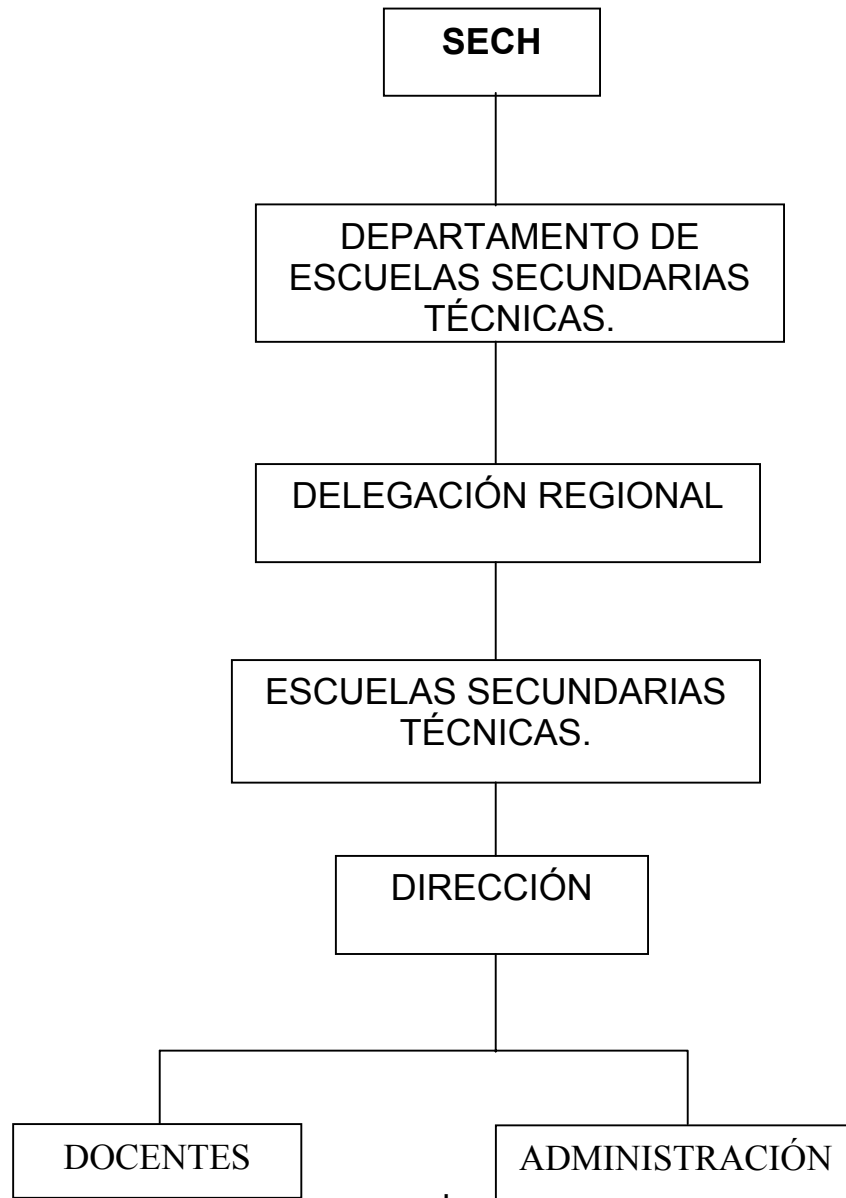 SECH
DEPARTAMENTO DE
ESCUELAS SECUNDARIAS
TÉCNICAS.
DELEGACIÓN REGIONAL
ESCUELAS SECUNDARIAS
TÉCNICAS.
DIRECCIÓN
DOCENTES
ADMINISTRACIÓN